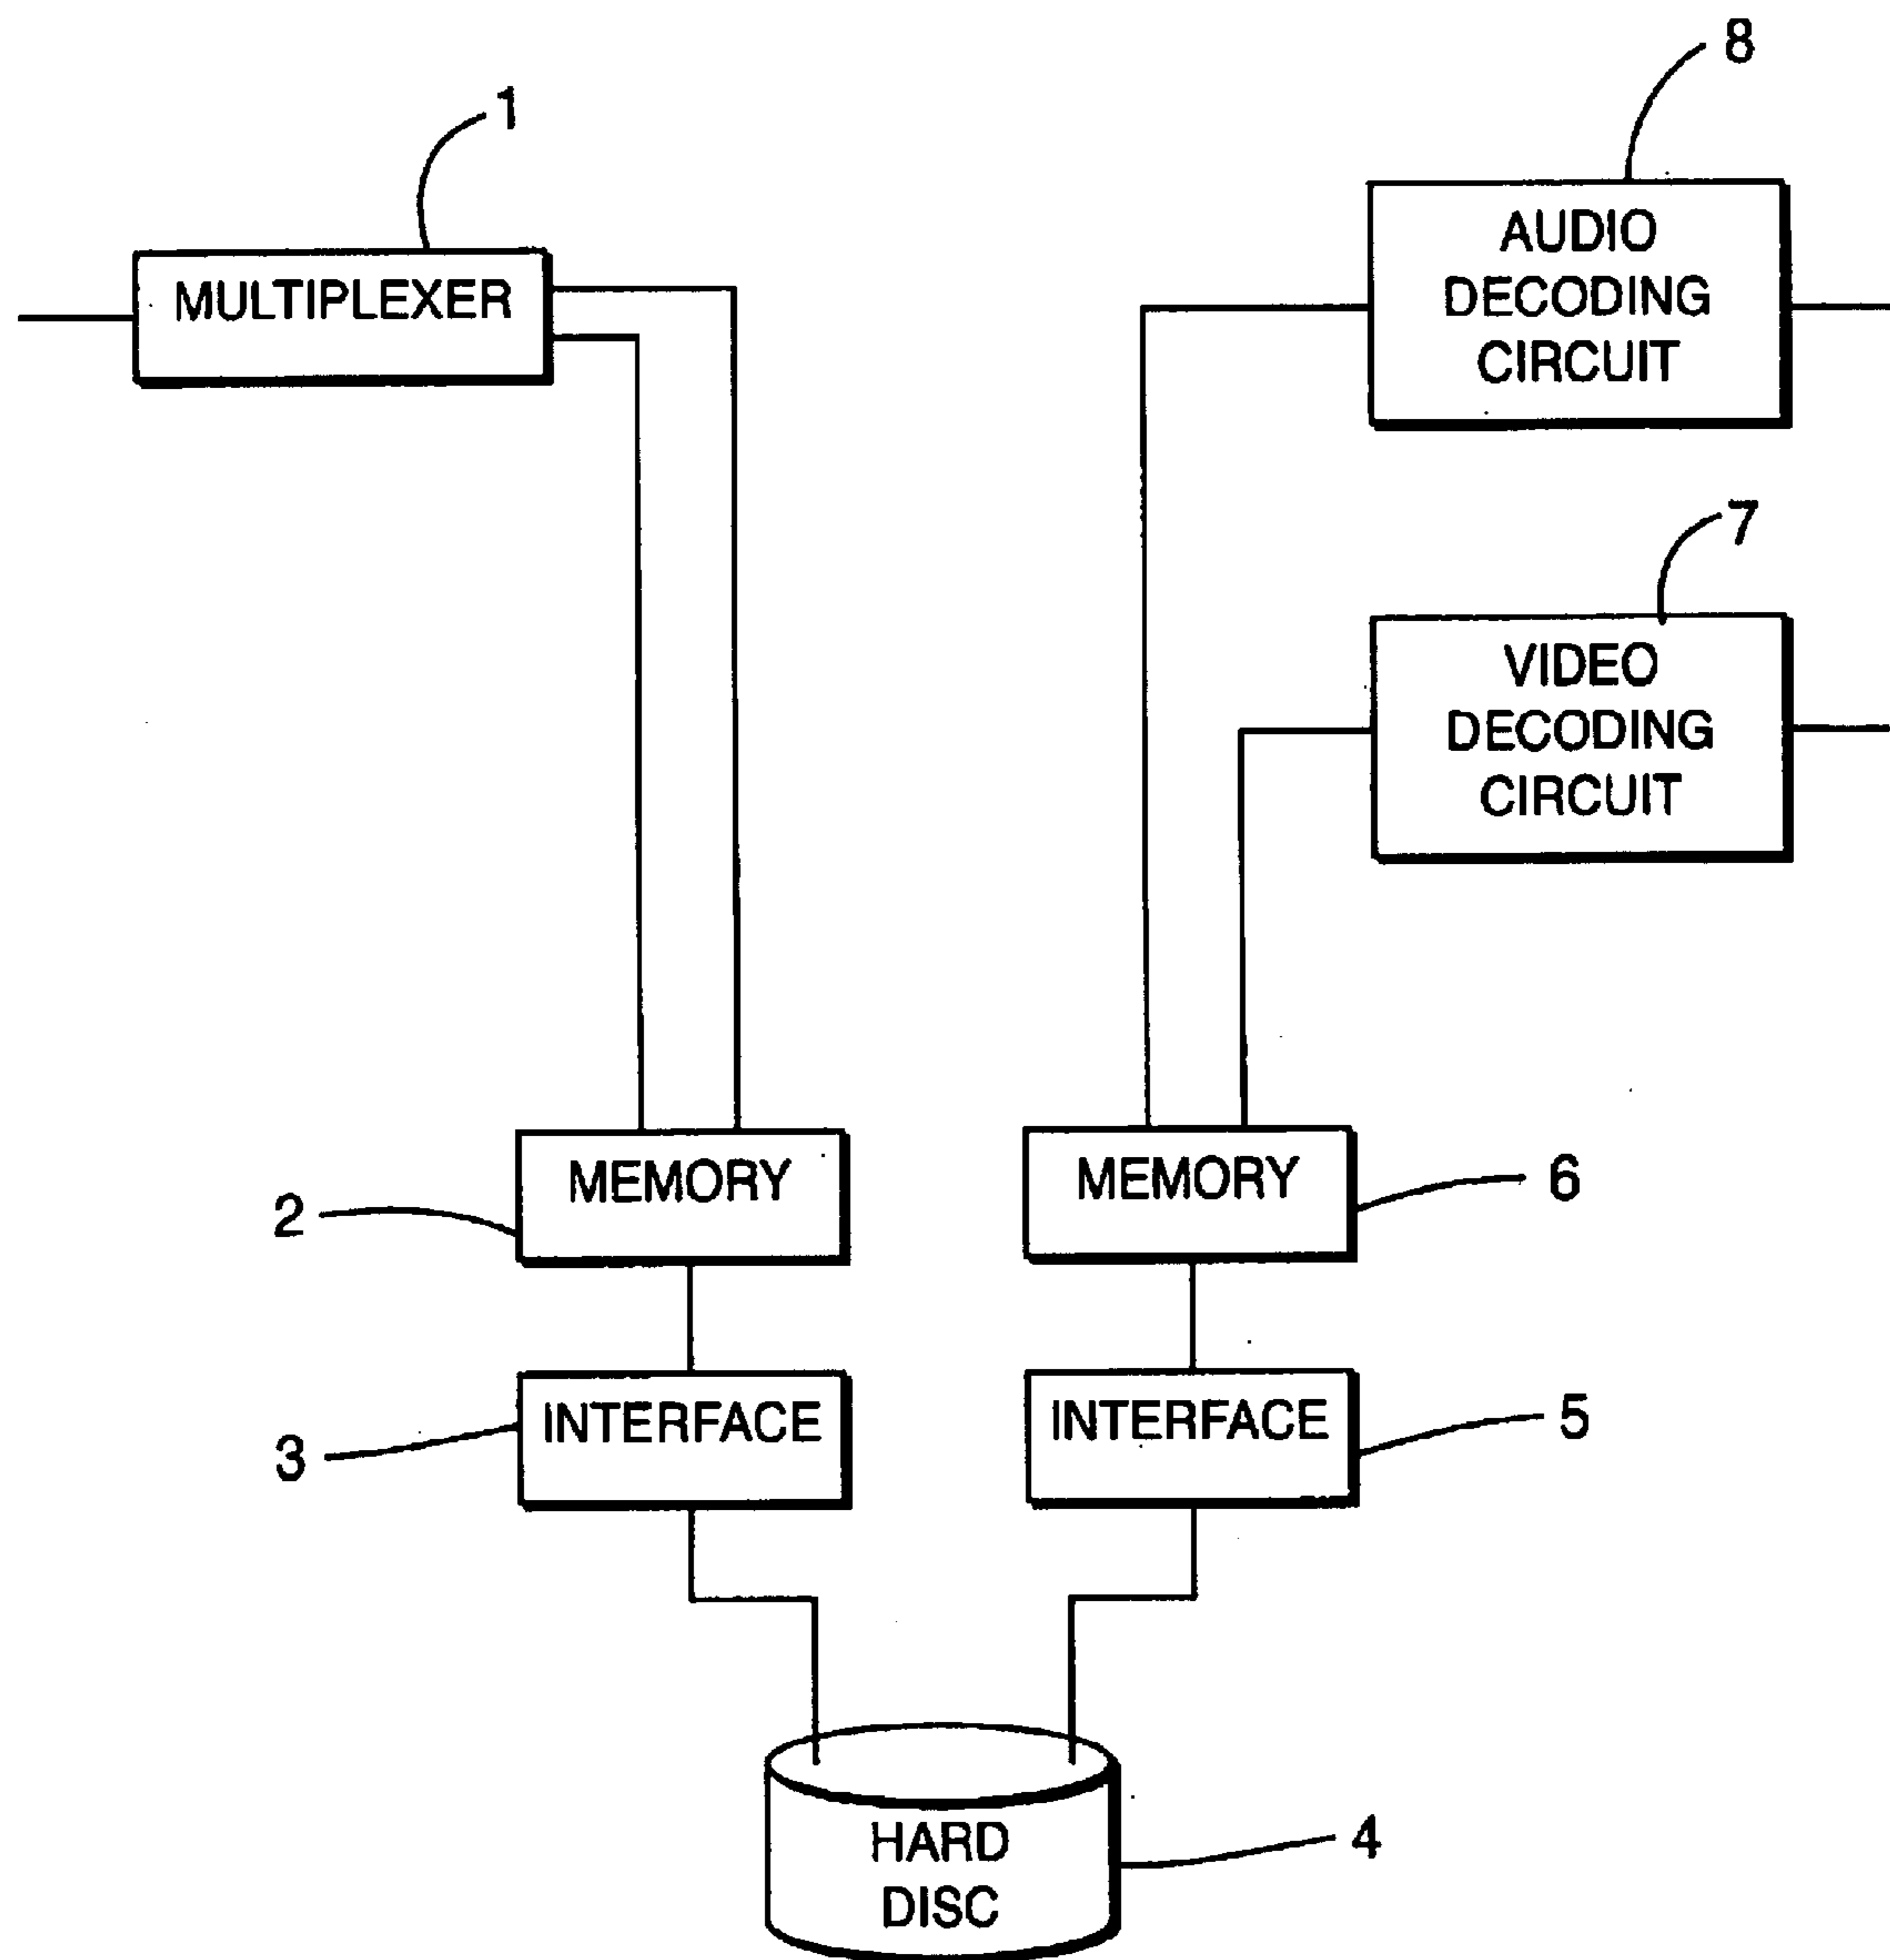 8
1
AUDIO
DECODING
CIRCUIT
MULTIPLEXER
7
VIDEO
DECODING
CIRCUIT
MEMORY
MEMORY
6
2
INTERFACE
INTERFACE
5
3
4
HARD
DISC